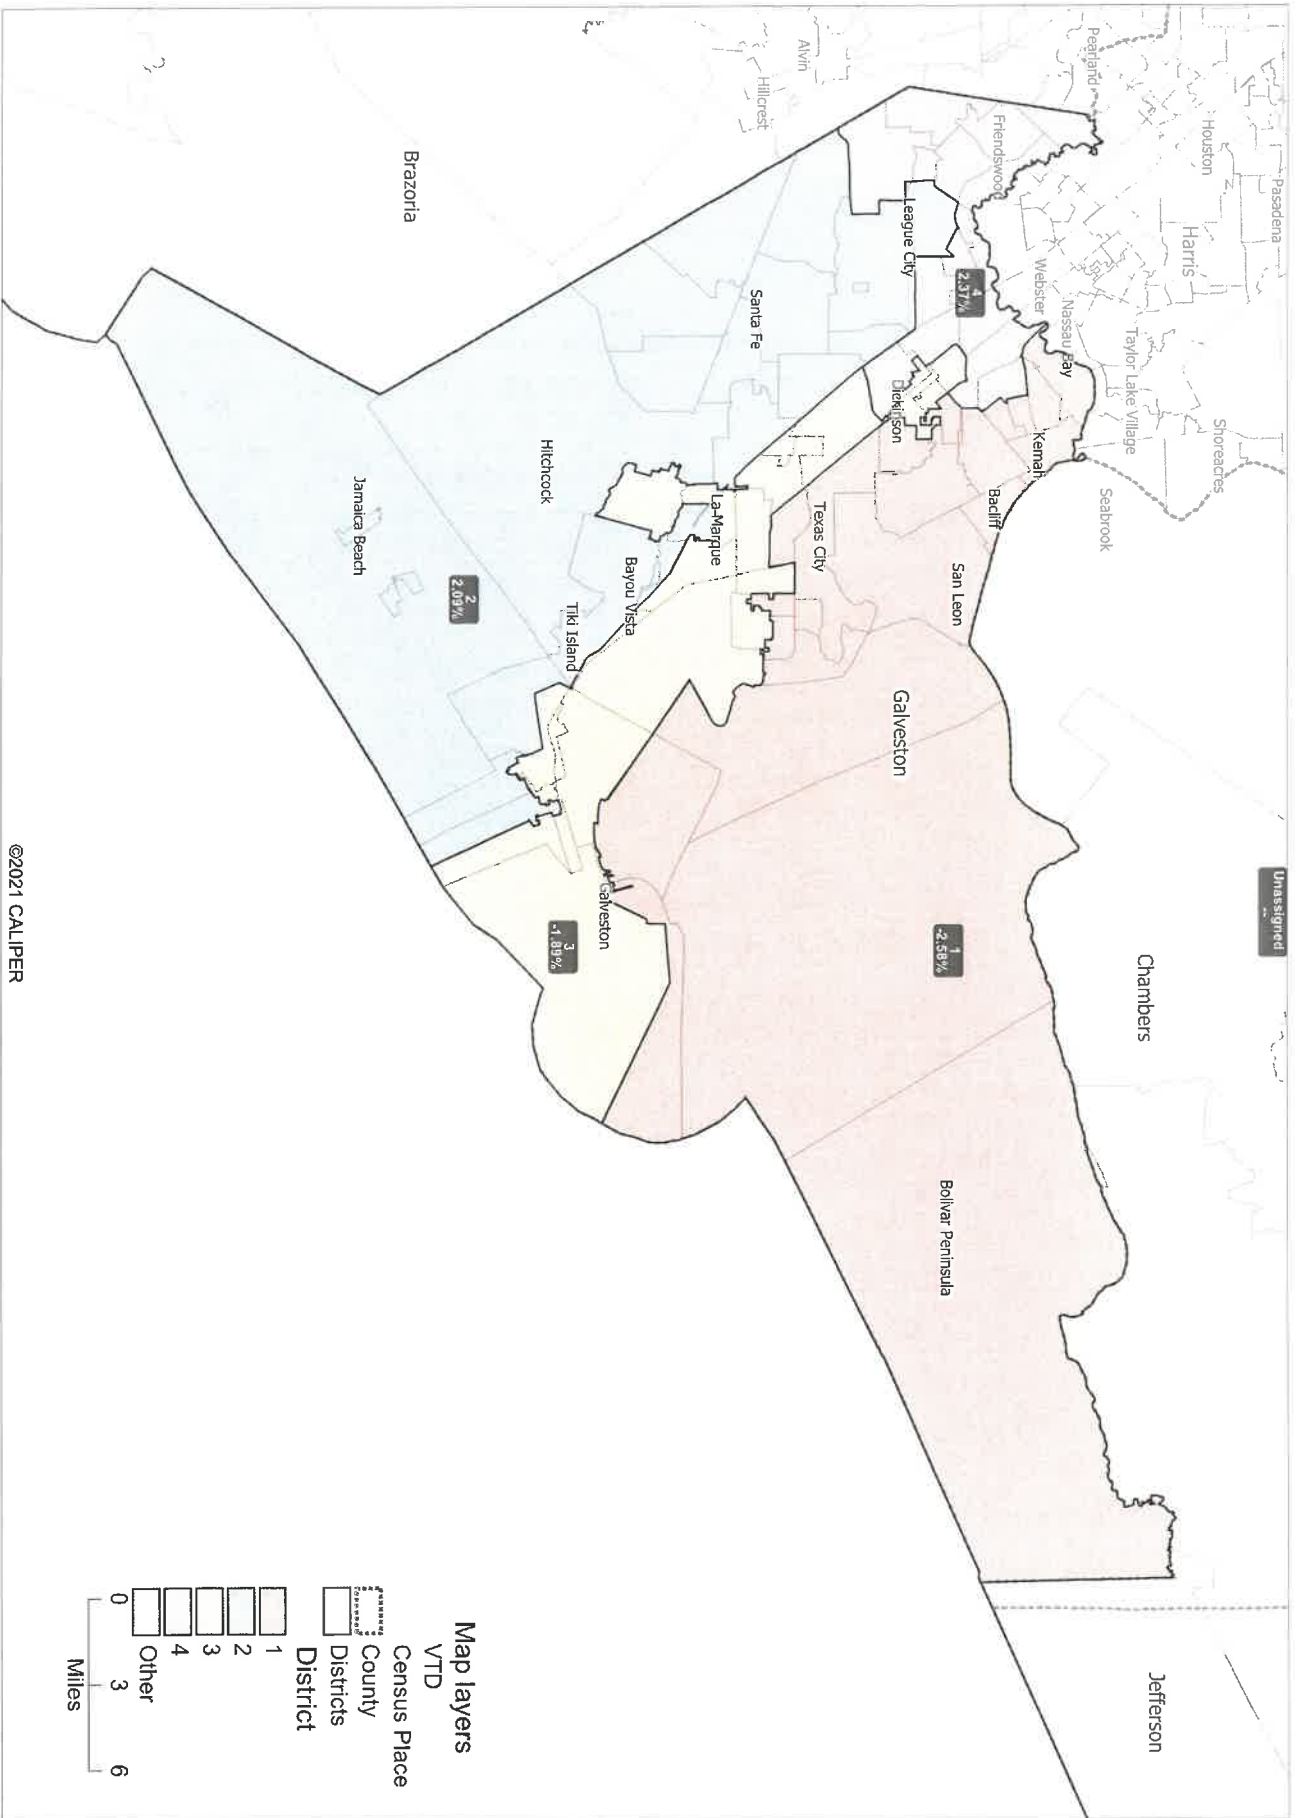 Pasadena
Houston
Harris
Pearland
Friendswood
Webster
Nassau Bay
Taylor Lake Village
Shoreacres
Seabrook
Alvin
Hillcrest
League City
4
2.37%
Kemah
Bacliff
San Leon
Dickinson
Santa Fe
Texas City
La-Marque
Hitchcock
Bayou Vista
Tiki Island
Jamaica Beach
Brazoria
2
2.09%
Galveston
Galveston
3
-1.89%
1
-2.58%
Unassigned
--
Chambers
Bolivar Peninsula
Jefferson
Map layers
VTD
Census Place
County
Districts
District
1
2
3
4
Other
0 3 6
Miles
©2021 CALIPER